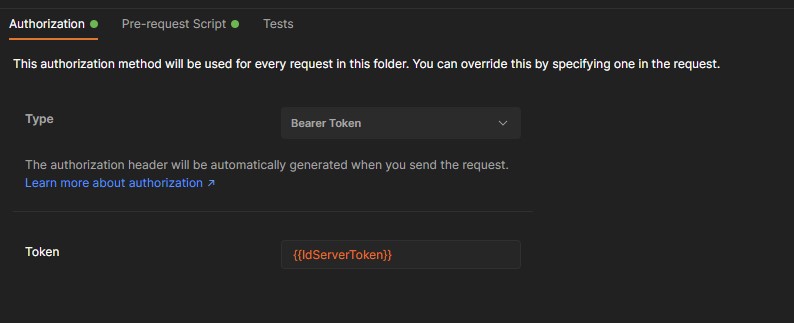 Authorization
Pre-request Script
Tests
This authorization method will be used for every request in this folder. You can override this by specifying one in the request.
Type
Bearer Token
The authorization header will be automatically generated when you send the request.
Learn more about authorization ↗
Token
{{IdServerToken}}